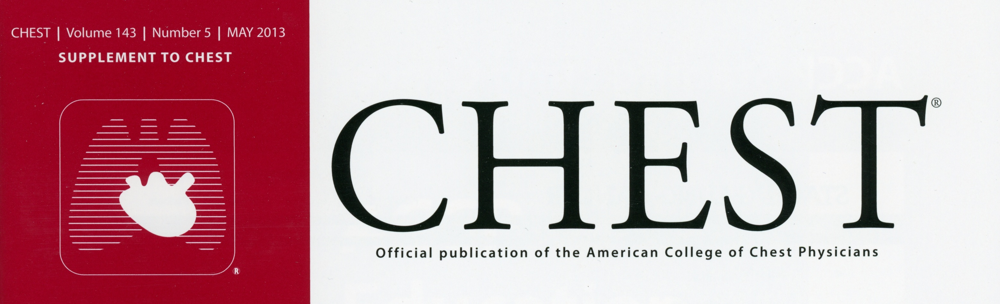 CHEST | Volume 143 | Number 5 | MAY 2013
SUPPLEMENT TO CHEST
®
CHEST®
Official publication of the American College of Chest Physicians